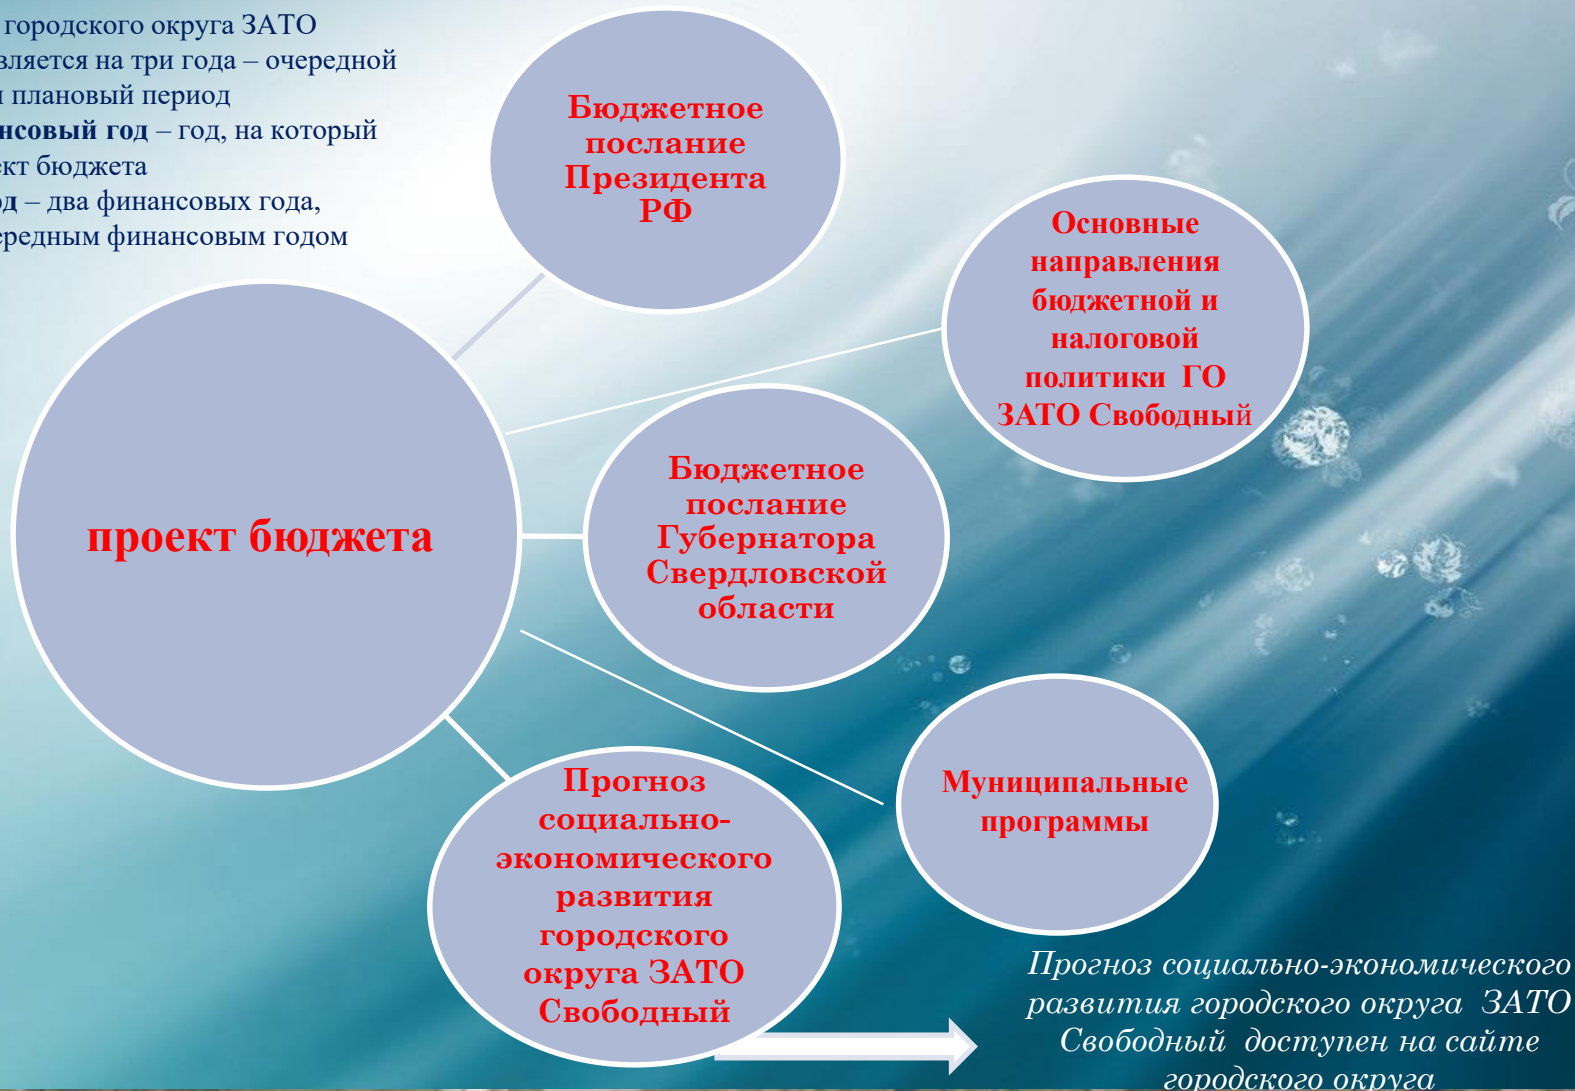 городского округа ЗАТО
вляется на три года – очередной
плановый период
нсовый год – год, на который
ект бюджета
од – два финансовых года,
ередным финансовым годом
Бюджетное
послание
Президента
РФ
Основные
направления
бюджетной и
налоговой
политики ГО
ЗАТО Свободный
проект бюджета
Бюджетное
послание
Губернатора
Свердловской
области
Муниципальные
программы
Прогноз
социально-
экономического
развития
городского
округа ЗАТО
Свободный
Прогноз социально-экономического
развития городского округа ЗАТО
Свободный доступен на сайте
городского округа